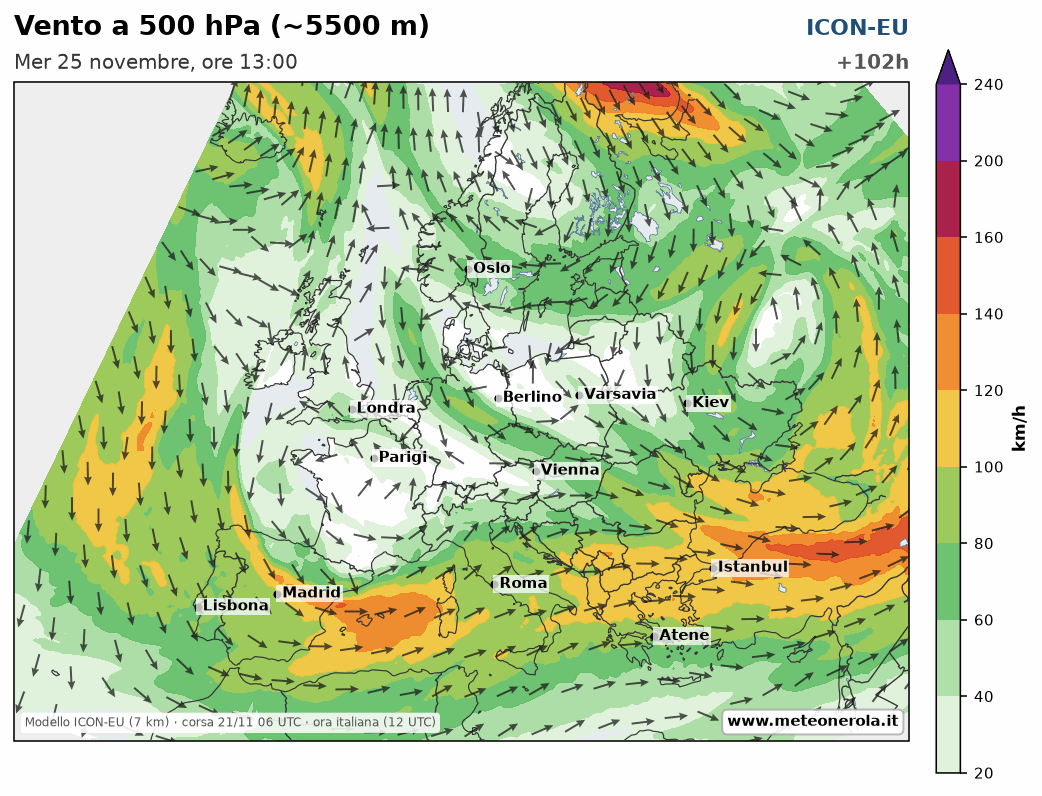 Vento a 500 hPa (~5500 m)
ICON-EU
Mer 25 novembre, ore 13:00
+102h
240
200
160
140
120
100
80
60
40
20
km/h
Oslo
Berlino
Varsavia
Kiev
Londra
Parigi
Vienna
Istanbul
Roma
Madrid
Lisbona
Atene
Modello ICON-EU (7 km) · corsa 21/11 06 UTC · ora italiana (12 UTC)
www.meteonerola.it